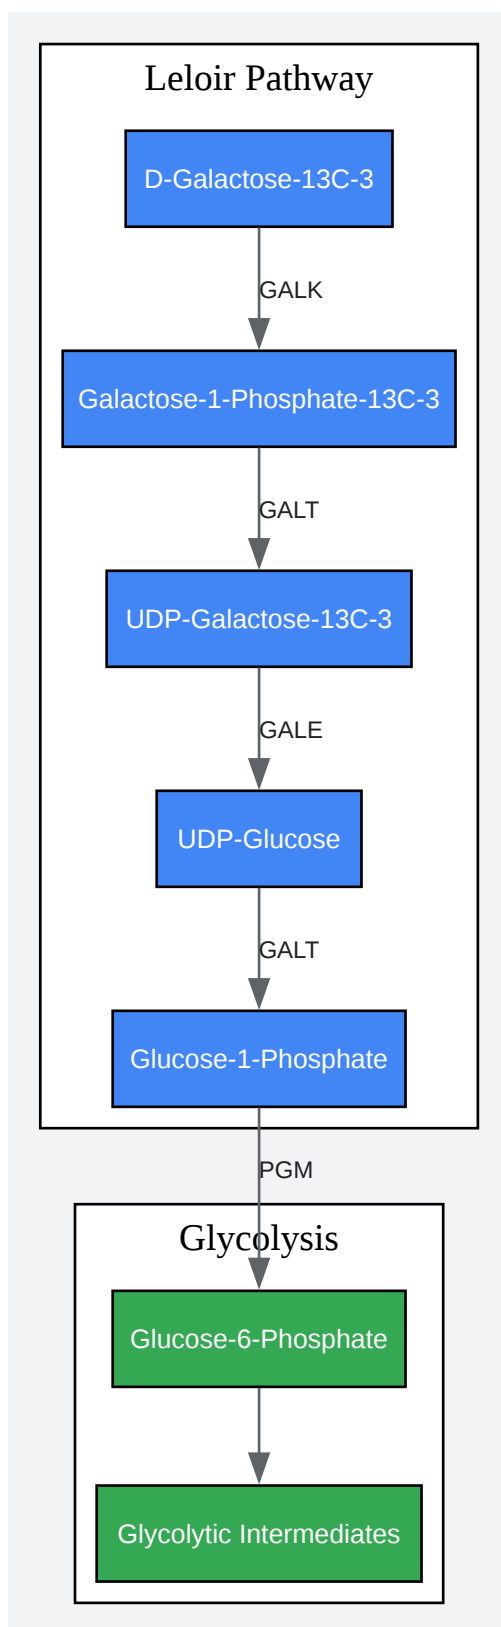 Leloir Pathway
D-Galactose-13C-3
GALK
Galactose-1-Phosphate-13C-3
GALT
UDP-Galactose-13C-3
GALE
UDP-Glucose
GALT
Glucose-1-Phosphate
PGM
Glycolysis
Glucose-6-Phosphate
Glycolytic Intermediates